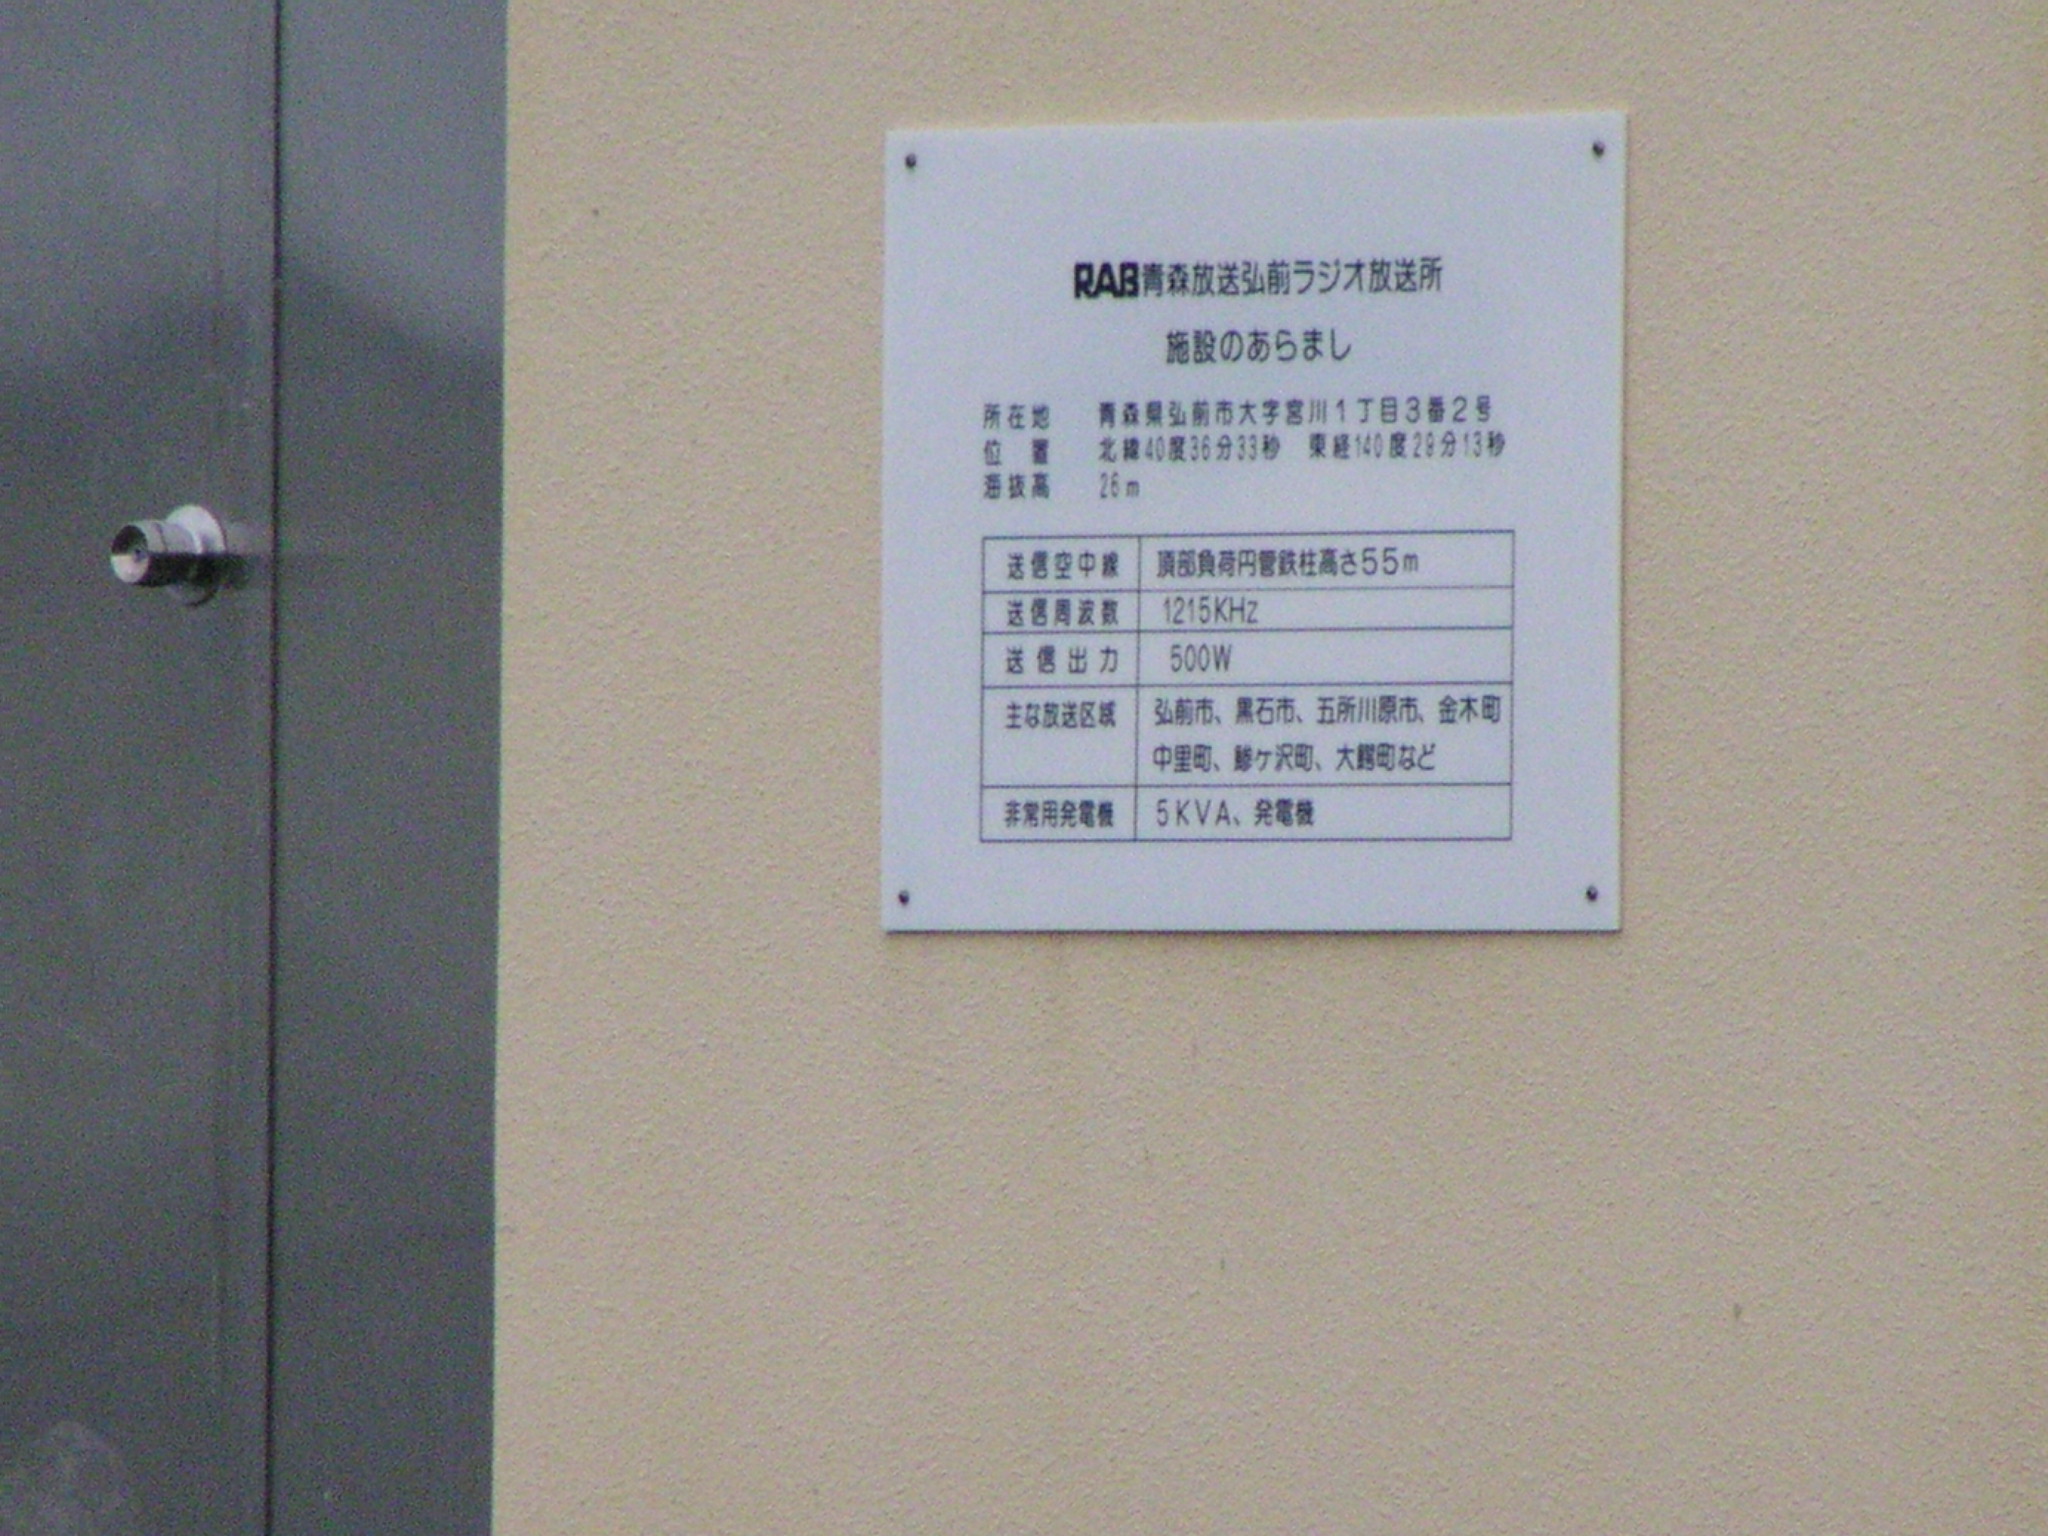 RAB青森放送弘前ラジオ放送所
施設のあらまし
所在地 青森県弘前市大字宮川1丁目3番2号
位置 北緯40度36分33秒 東経140度29分13秒
海抜高 26m
送信空中線 頂部負荷円管鉄柱高さ55m
送信周波数 1215KHz
送信出力 500W
主な放送区域 弘前市、黒石市、五所川原市、金木町
中里町、鰺ヶ沢町、大鰐町など
非常用発電機 5KVA、発電機